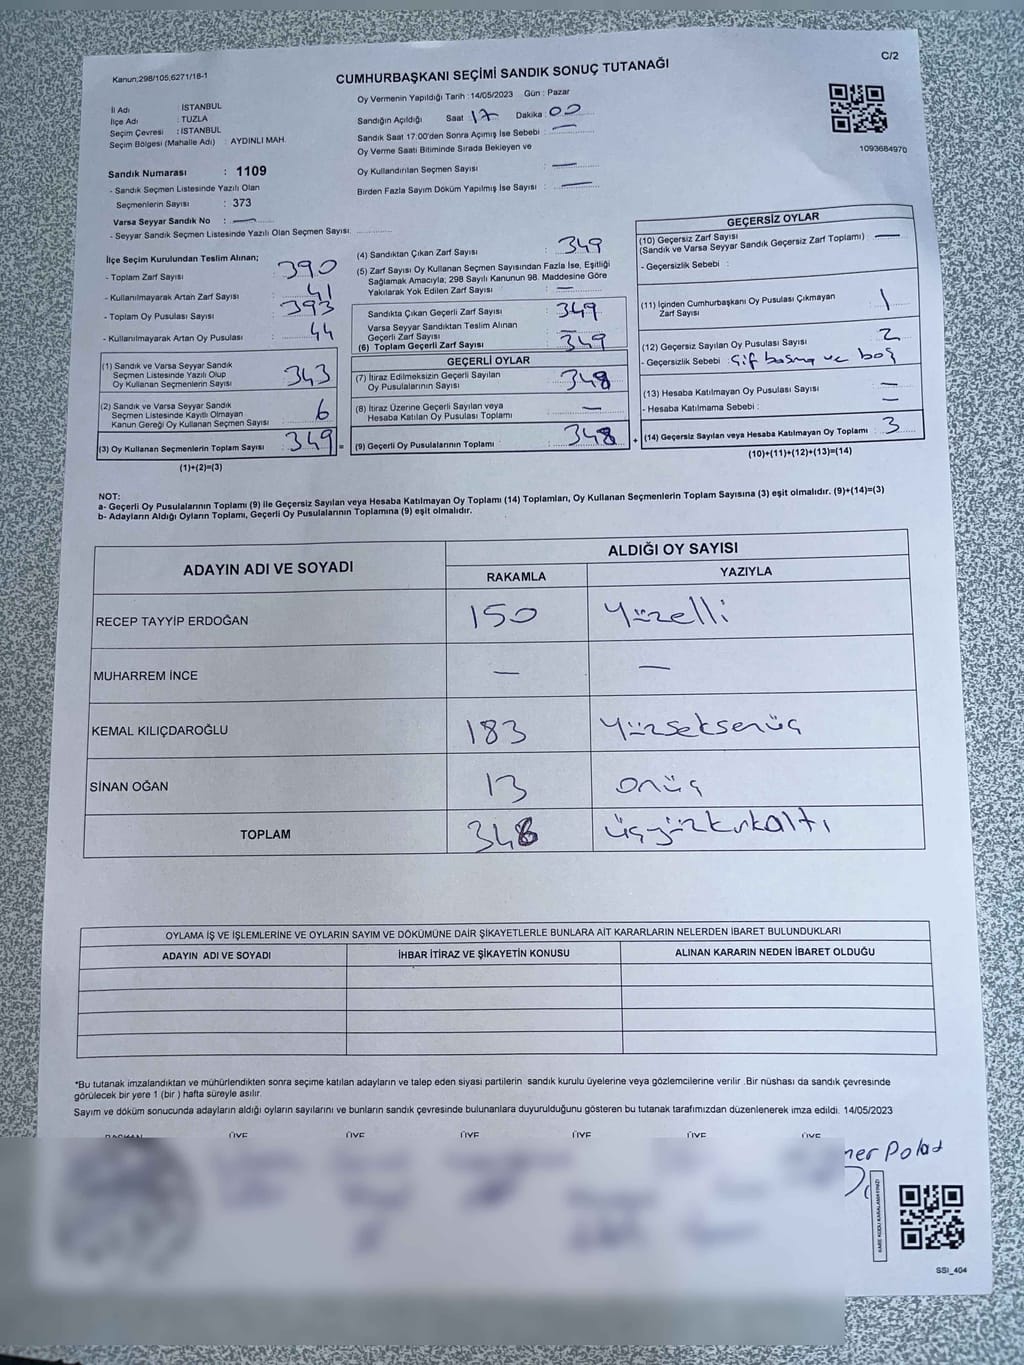 Kanun;298/105,6271/18-1
CUMHURBAŞKANI SEÇİMİ SANDIK SONUÇ TUTANAĞI
C/2
İl Adı : İSTANBUL
İlçe Adı : TUZLA
Seçim Çevresi : İSTANBUL
Seçim Bölgesi (Mahalle Adı) : AYDINLI MAH.
Oy Vermenin Yapıldığı Tarih : 14/05/2023 Gün : Pazar
Sandığın Açıldığı Saat 17 Dakika 00
Sandık Saat 17:00'den Sonra Açımış İse Sebebi : —
Oy Verme Saati Bitiminde Sırada Bekleyen ve
Oy Kullandırılan Seçmen Sayısı : —
Birden Fazla Sayım Döküm Yapılmış İse Sayısı : —
1093684970
Sandık Numarası : 1109
- Sandık Seçmen Listesinde Yazılı Olan
Seçmenlerin Sayısı : 373
Varsa Seyyar Sandık No : —
- Seyyar Sandık Seçmen Listesinde Yazılı Olan Seçmen Sayısı:
İlçe Seçim Kurulundan Teslim Alınan;
- Toplam Zarf Sayısı 390
- Kullanılmayarak Artan Zarf Sayısı 41
- Toplam Oy Pusulası Sayısı 393
- Kullanılmayarak Artan Oy Pusulası 44
(1) Sandık ve Varsa Seyyar Sandık
Seçmen Listesinde Yazılı Olup
Oy Kullanan Seçmenlerin Sayısı 343
(2) Sandık ve Varsa Seyyar Sandık
Seçmen Listesinde Kayıtlı Olmayan
Kanun Gereği Oy Kullanan Seçmen Sayısı 6
(3) Oy Kullanan Seçmenlerin Toplam Sayısı 349 =
(1)+(2)=(3)
(4) Sandıktan Çıkan Zarf Sayısı : 349
(5) Zarf Sayısı Oy Kullanan Seçmen Sayısından Fazla İse, Eşitliği
Sağlamak Amacıyla; 298 Sayılı Kanunun 98. Maddesine Göre
Yakılarak Yok Edilen Zarf Sayısı : —
Sandıkta Çıkan Geçerli Zarf Sayısı : 349
Varsa Seyyar Sandıktan Teslim Alınan
Geçerli Zarf Sayısı : —
(6) Toplam Geçerli Zarf Sayısı : 349
GEÇERLİ OYLAR
(7) İtiraz Edilmeksizin Geçerli Sayılan
Oy Pusulalarının Sayısı : 348
(8) İtiraz Üzerine Geçerli Sayılan veya
Hesaba Katılan Oy Pusulası Toplamı : —
(9) Geçerli Oy Pusulalarının Toplamı : 348 +
GEÇERSİZ OYLAR
(10) Geçersiz Zarf Sayısı : —
(Sandık ve Varsa Seyyar Sandık Geçersiz Zarf Toplamı)
- Geçersizlik Sebebi :
(11) İçinden Cumhurbaşkanı Oy Pusulası Çıkmayan
Zarf Sayısı : 1
(12) Geçersiz Sayılan Oy Pusulası Sayısı : 2
- Geçersizlik Sebebi Çif basma ve boş
(13) Hesaba Katılmayan Oy Pusulası Sayısı : —
- Hesaba Katılmama Sebebi : —
(14) Geçersiz Sayılan veya Hesaba Katılmayan Oy Toplamı : 3
(10)+(11)+(12)+(13)=(14)
NOT:
a- Geçerli Oy Pusulalarının Toplamı (9) ile Geçersiz Sayılan veya Hesaba Katılmayan Oy Toplamı (14) Toplamları, Oy Kullanan Seçmenlerin Toplam Sayısına (3) eşit olmalıdır. (9)+(14)=(3)
b- Adayların Aldığı Oyların Toplamı, Geçerli Oy Pusulalarının Toplamına (9) eşit olmalıdır.
ADAYIN ADI VE SOYADI
ALDIĞI OY SAYISI
RAKAMLA YAZIYLA
RECEP TAYYİP ERDOĞAN 150 Yüzelli
MUHARREM İNCE — —
KEMAL KILIÇDAROĞLU 183 Yüzseksenüç
SİNAN OĞAN 13 onüç
TOPLAM 346 üçyüzkırkaltı
OYLAMA İŞ VE İŞLEMLERİNE VE OYLARIN SAYIM VE DÖKÜMÜNE DAİR ŞİKAYETLERLE BUNLARA AİT KARARLARIN NELERDEN İBARET BULUNDUKLARI
ADAYIN ADI VE SOYADI İHBAR İTİRAZ VE ŞİKAYETİN KONUSU ALINAN KARARIN NEDEN İBARET OLDUĞU
*Bu tutanak imzalandıktan ve mühürlendikten sonra seçime katılan adayların ve talep eden siyasi partilerin sandık kurulu üyelerine veya gözlemcilerine verilir .Bir nüshası da sandık çevresinde
görülecek bir yere 1 (bir ) hafta süreyle asılır.
Sayım ve döküm sonucunda adayların aldığı oyların sayılarını ve bunların sandık çevresinde bulunanlara duyurulduğunu gösteren bu tutanak tarafımızdan düzenlenerek imza edildi. 14/05/2023
BAŞKAN ÜYE ÜYE ÜYE ÜYE ÜYE ÜYE
ner Polat
KARE KODU KARALAMAYINIZ!
SSI_404